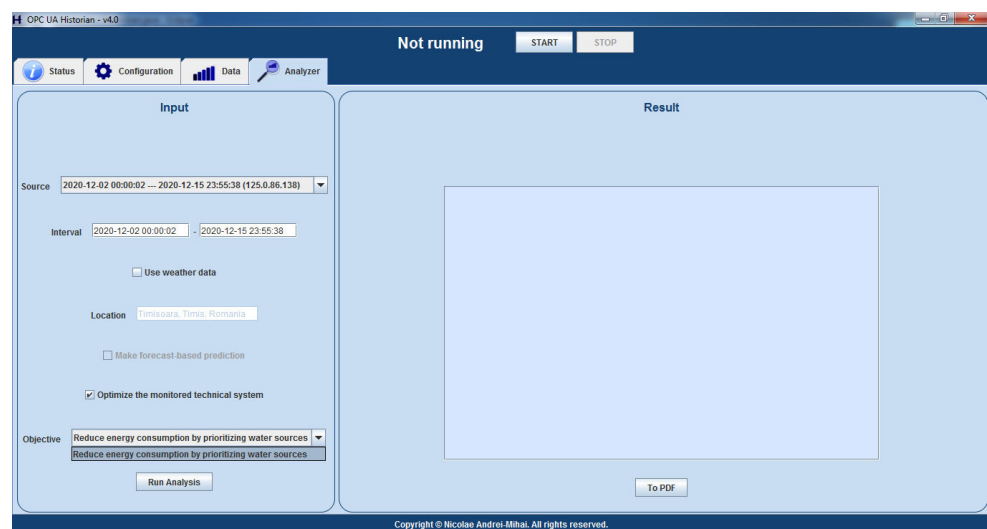 H OPC UA Historian - v4.0
Not running START STOP
Status Configuration Data Analyzer
Input
Source 2020-12-02 00:00:02 --- 2020-12-15 23:55:38 (125.0.86.138)
Interval 2020-12-02 00:00:02 - 2020-12-15 23:55:38
Use weather data
Location Timisoara, Timis, Romania
Make forecast-based prediction
Optimize the monitored technical system
Objective Reduce energy consumption by prioritizing water sources
Reduce energy consumption by prioritizing water sources
Run Analysis
Result
To PDF
Copyright © Nicolae Andrei-Mihai. All rights reserved.